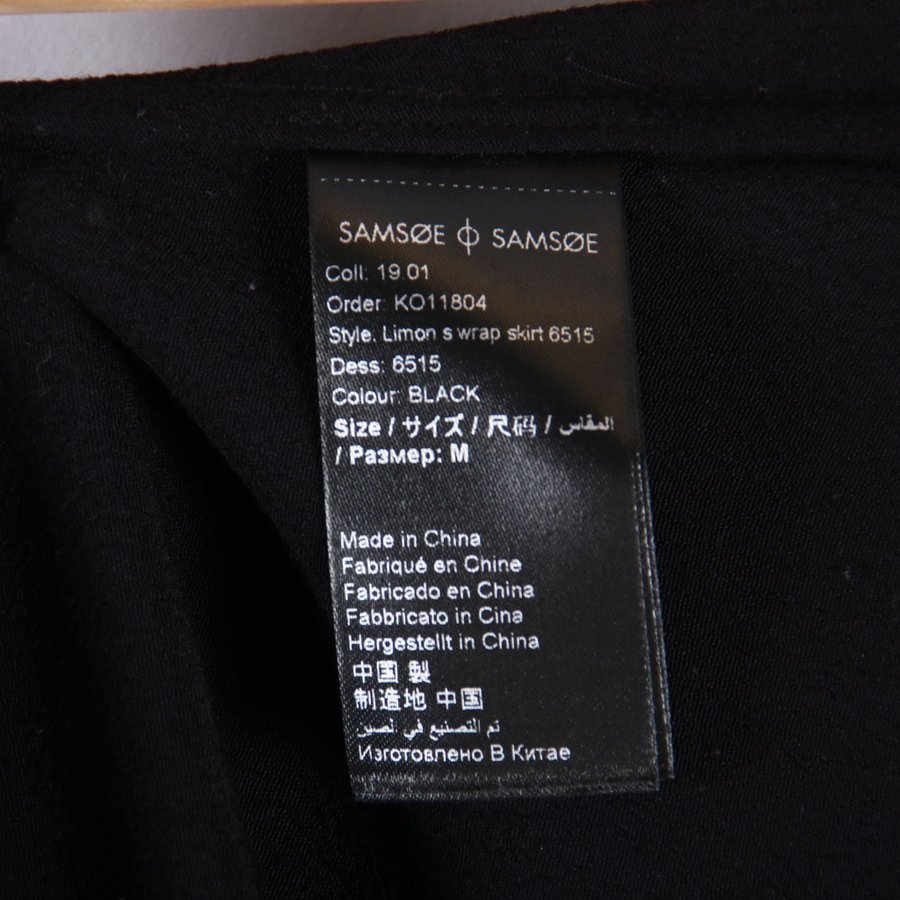 SAMSØE ϕ SAMSØE
Coll: 19.01
Order: KO11804
Style. Limon s wrap skirt 6515
Dess: 6515
Colour: BLACK
Size / サイズ / 尺码 / المقاس
/ Размер: M
Made in China
Fabriqué en Chine
Fabricado en China
Fabbricato in Cina
Hergestellt in China
中国 製
制造地 中国
تم التصنيع في لصين
Изготовлено В Китае